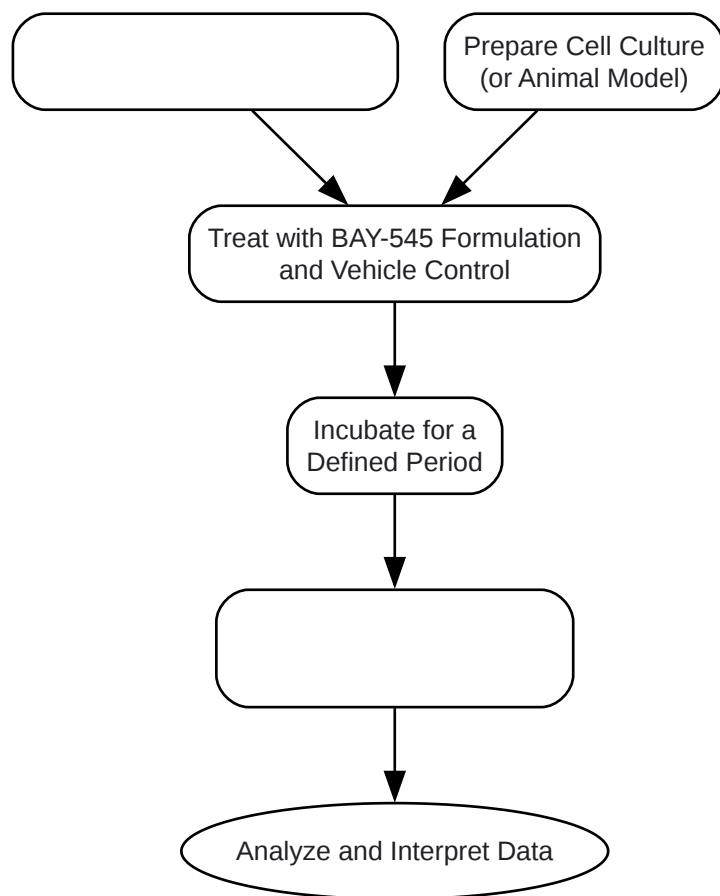 Prepare Cell Culture
(or Animal Model)
Treat with BAY-545 Formulation
and Vehicle Control
Incubate for a
Defined Period
Analyze and Interpret Data